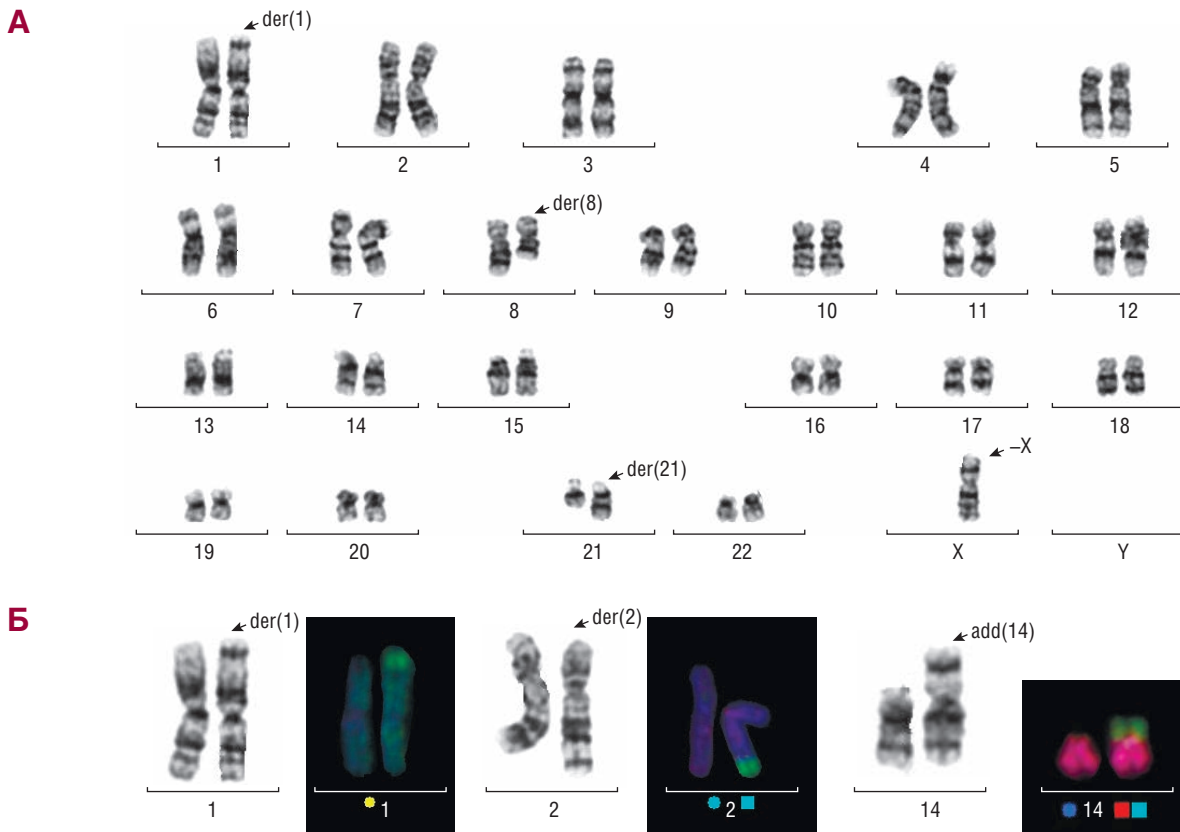 А
der(1)
1 2 3 4 5
der(8)
6 7 8 9 10 11 12
13 14 15 16 17 18
der(21)
–X
19 20 21 22 X Y
Б
der(1)
der(2)
add(14)
1 1 2 2 14 14